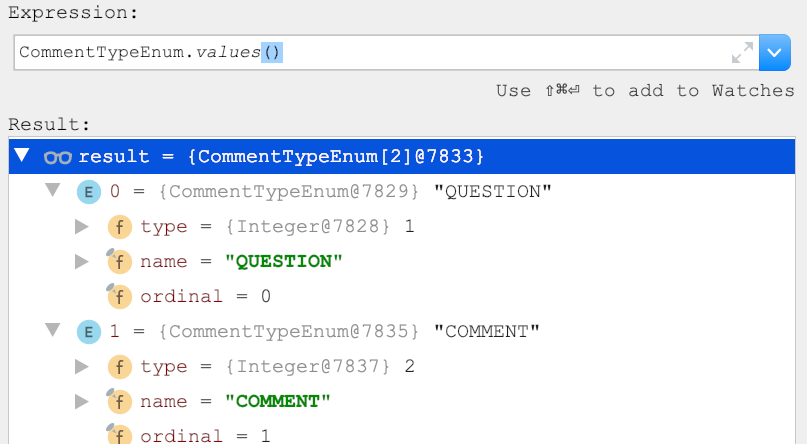 Expression:
CommentTypeEnum.values()
Use ⇧⌘⏎ to add to Watches
Result:
result = {CommentTypeEnum[2]@7833}
E 0 = {CommentTypeEnum@7829} "QUESTION"
f type = {Integer@7828} 1
f name = "QUESTION"
f ordinal = 0
E 1 = {CommentTypeEnum@7835} "COMMENT"
f type = {Integer@7837} 2
f name = "COMMENT"
f ordinal = 1